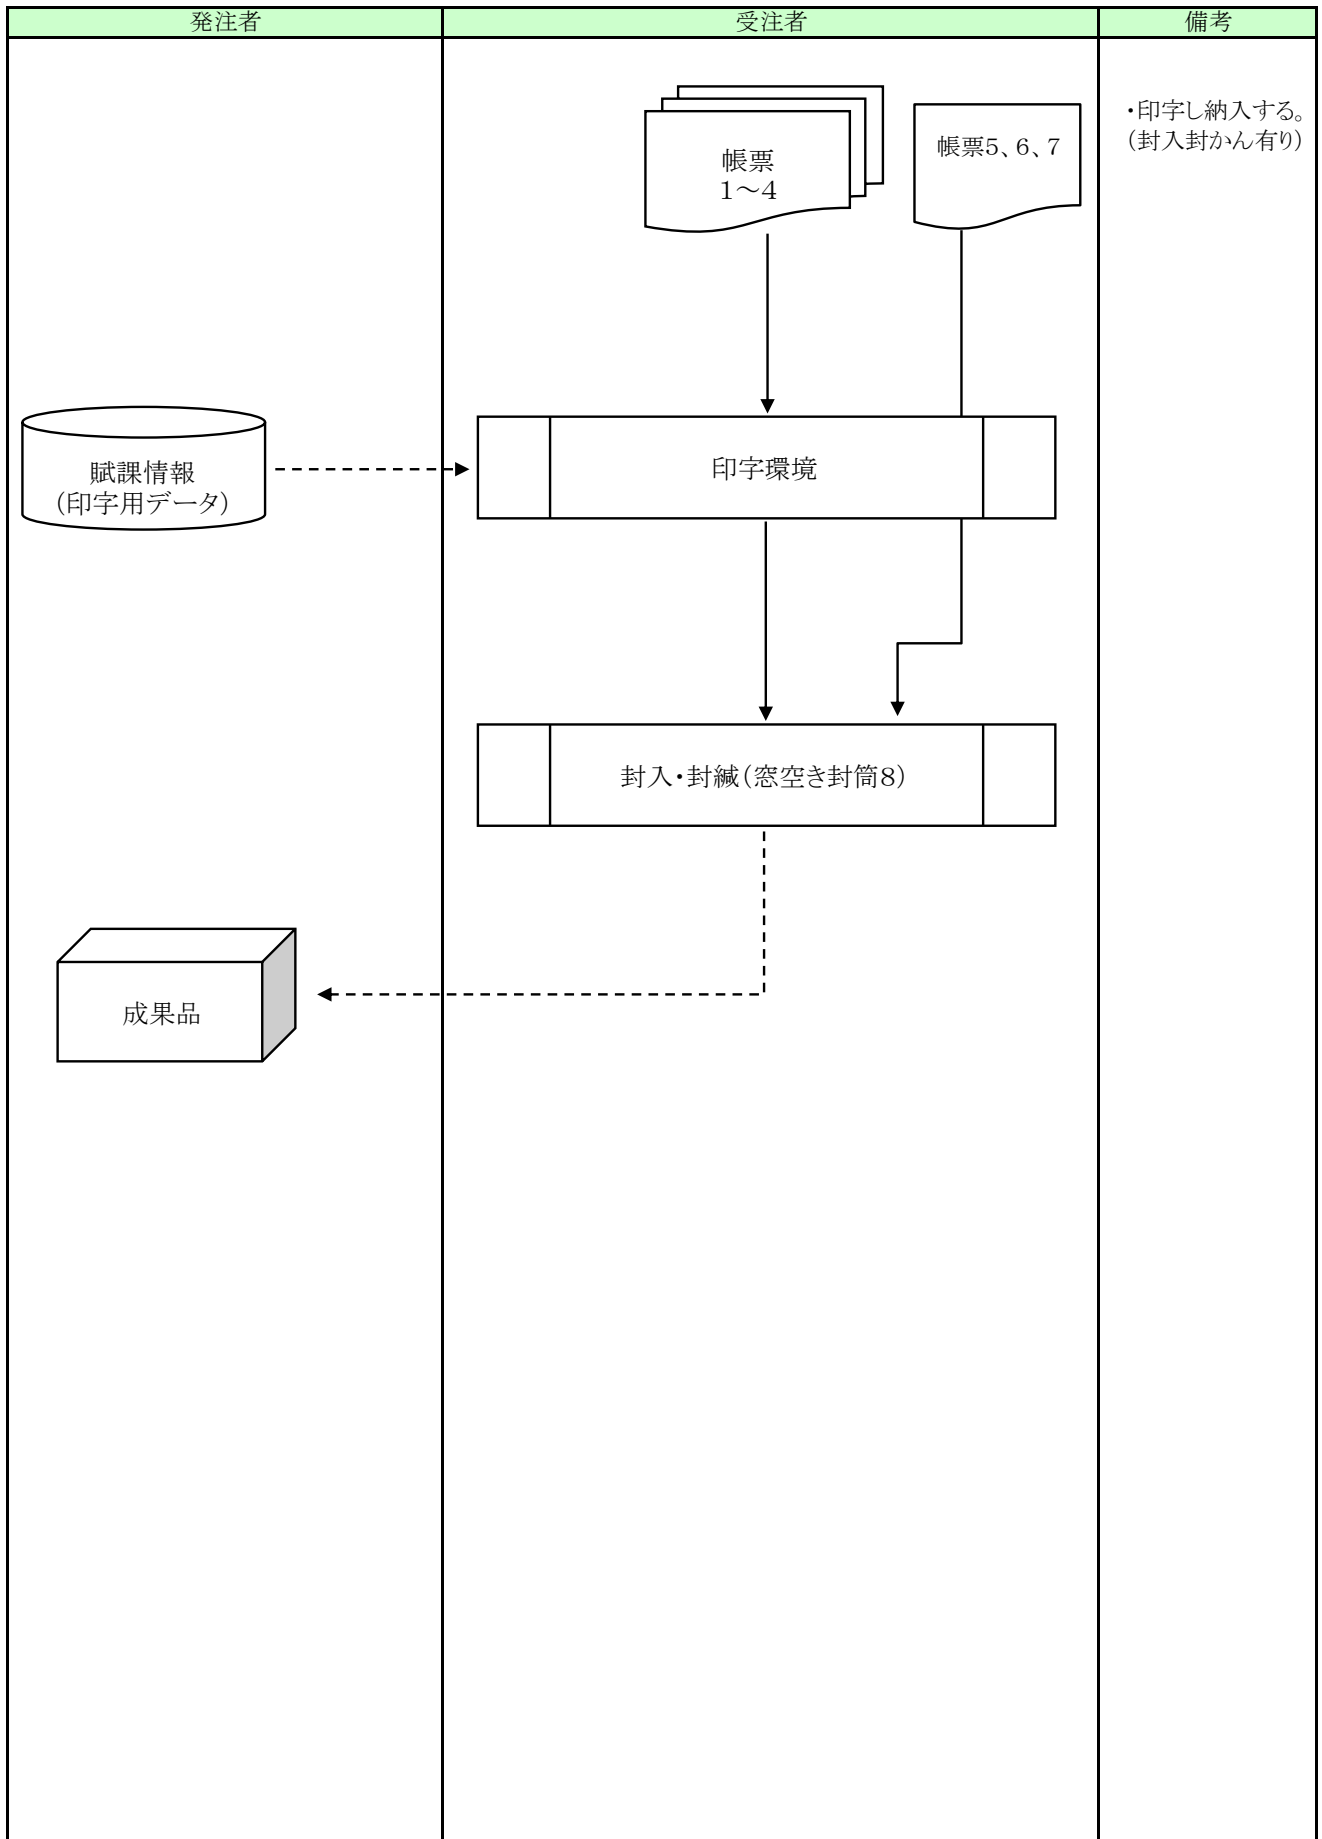 発注者
受注者
備考
帳票
1～4
帳票5、6、7
・印字し納入する。
（封入封かん有り）
賦課情報
（印字用データ）
印字環境
封入・封緘（窓空き封筒8）
成果品